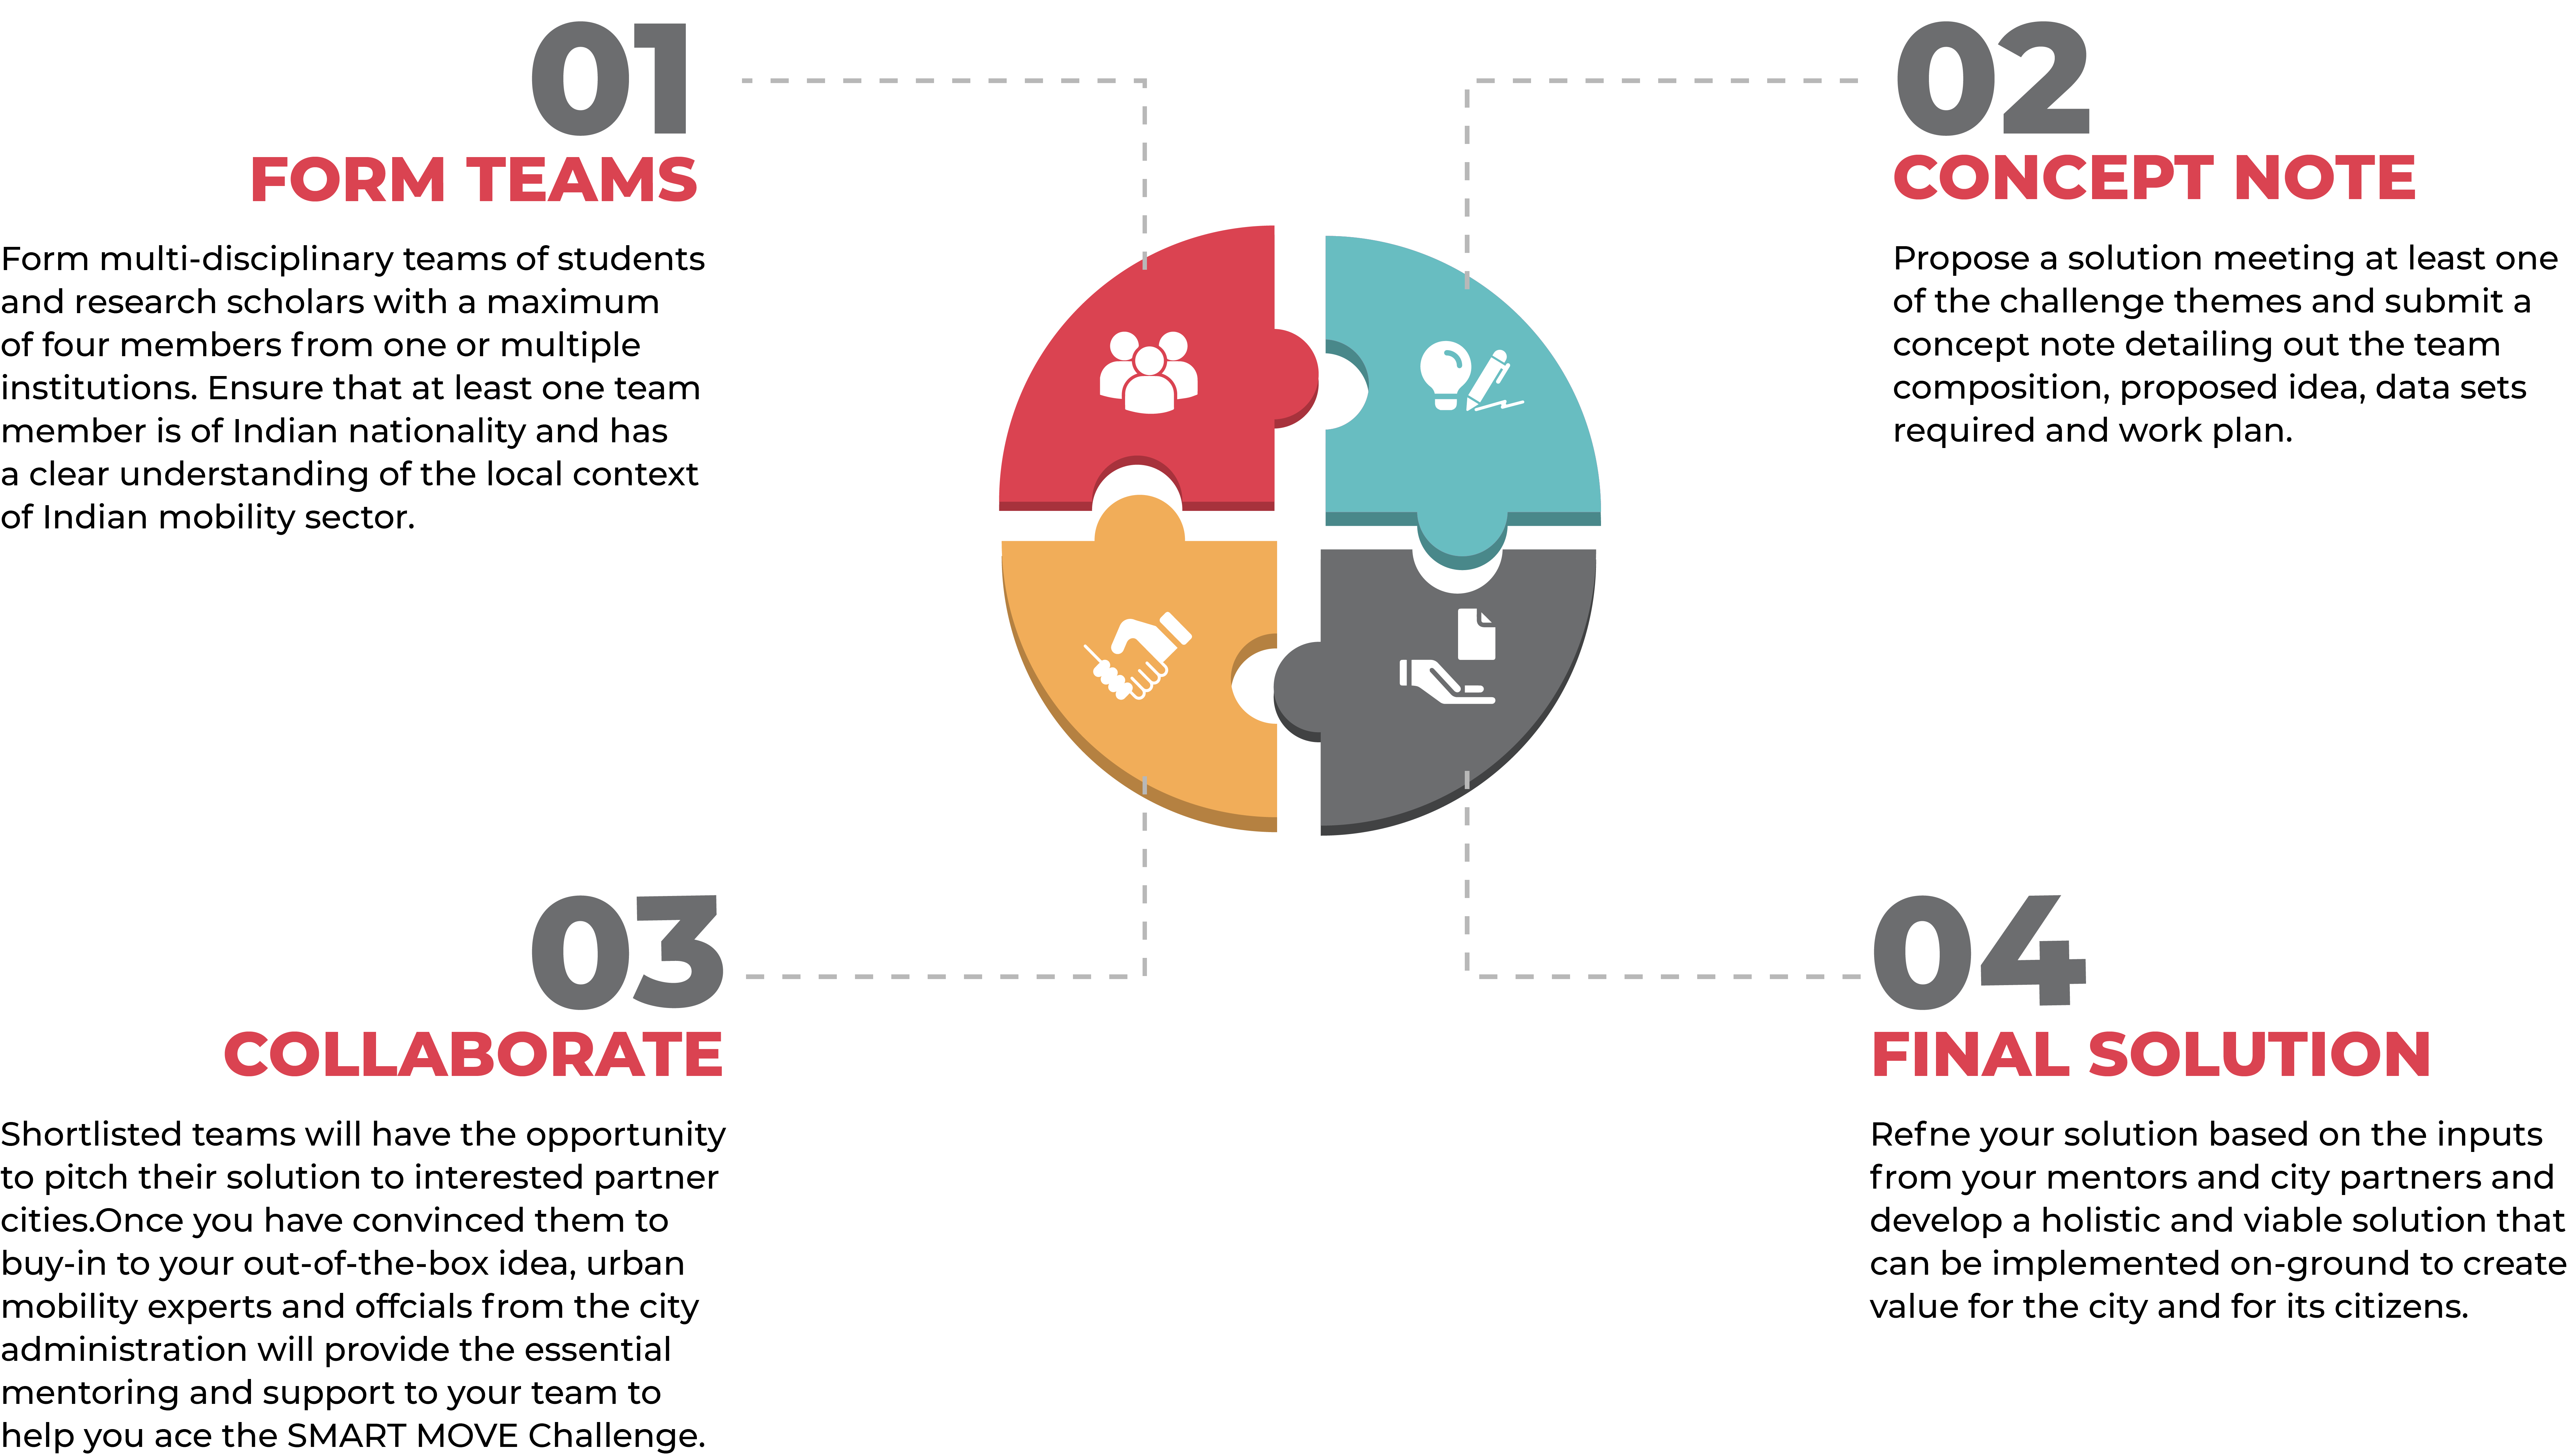 01
FORM TEAMS
Form multi-disciplinary teams of students
and research scholars with a maximum
of four members from one or multiple
institutions. Ensure that at least one team
member is of Indian nationality and has
a clear understanding of the local context
of Indian mobility sector.
02
CONCEPT NOTE
Propose a solution meeting at least one
of the challenge themes and submit a
concept note detailing out the team
composition, proposed idea, data sets
required and work plan.
03
COLLABORATE
Shortlisted teams will have the opportunity
to pitch their solution to interested partner
cities.Once you have convinced them to
buy-in to your out-of-the-box idea, urban
mobility experts and offcials from the city
administration will provide the essential
mentoring and support to your team to
help you ace the SMART MOVE Challenge.
04
FINAL SOLUTION
Refne your solution based on the inputs
from your mentors and city partners and
develop a holistic and viable solution that
can be implemented on-ground to create
value for the city and for its citizens.